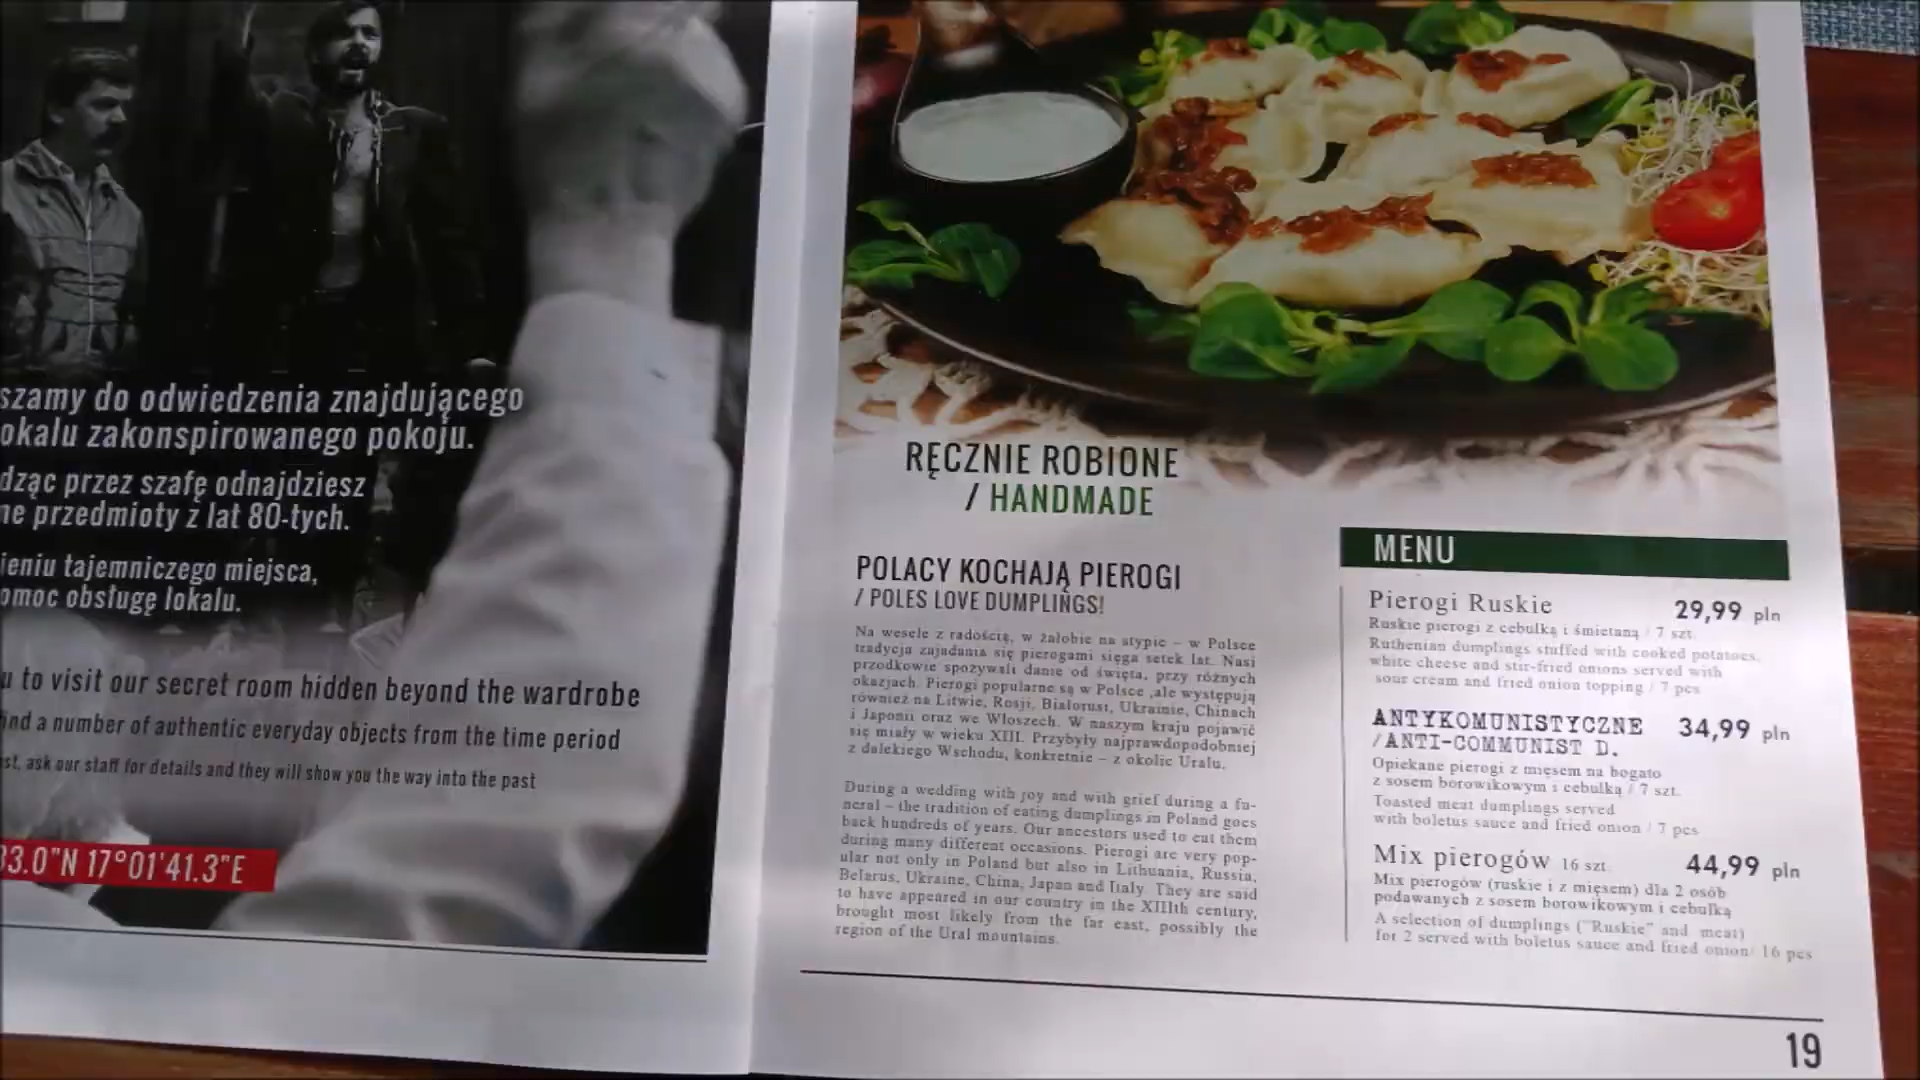 szamy do odwiedzenia znajdującego
okalu zakonspirowanego pokoju.
dząc przez szafę odnajdziesz
ne przedmioty z lat 80-tych.
ieniu tajemniczego miejsca,
omoc obsługę lokalu.
u to visit our secret room hidden beyond the wardrobe
find a number of authentic everyday objects from the time period
st, ask our staff for details and they will show you the way into the past
33.0"N 17°01'41.3"E
RĘCZNIE ROBIONE
/ HANDMADE
POLACY KOCHAJĄ PIEROGI
/ POLES LOVE DUMPLINGS!
Na wesele z radością, w żałobie na stypie – w Polsce
tradycja zajadania się pierogami sięga setek lat. Nasi
przodkowie spożywali danie od święta, przy różnych
okazjach. Pierogi popularne są w Polsce ,ale występują
również na Litwie, Rosji, Białorusi, Ukrainie, Chinach
i Japonii oraz we Włoszech. W naszym kraju pojawić
się miały w wieku XIII. Przybyły najprawdopodobniej
z dalekiego Wschodu, konkretnie – z okolic Uralu.
During a wedding with joy and with grief during a fu-
neral – the tradition of eating dumplings in Poland goes
back hundreds of years. Our ancestors used to eat them
during many different occasions. Pierogi are very pop-
ular not only in Poland but also in Lithuania, Russia,
Belarus, Ukraine, China, Japan and Italy. They are said
to have appeared in our country in the XIIIth century,
brought most likely from the far east, possibly the
region of the Ural mountains.
MENU
Pierogi Ruskie 29,99 pln
Ruskie pierogi z cebulką i śmietaną / 7 szt.
Ruthenian dumplings stuffed with cooked potatoes,
white cheese and stir-fried onions served with
sour cream and fried onion topping / 7 pcs
ANTYKOMUNISTYCZNE 34,99 pln
/ANTI-COMMUNIST D.
Opiekane pierogi z mięsem na bogato
z sosem borowikowym i cebulką / 7 szt.
Toasted meat dumplings served
with boletus sauce and fried onion / 7 pcs
Mix pierogów 16 szt. 44,99 pln
Mix pierogów (ruskie i z mięsem) dla 2 osób
podawanych z sosem borowikowym i cebulką
A selection of dumplings ("Ruskie" and meat)
for 2 served with boletus sauce and fried onion/ 16 pcs
19